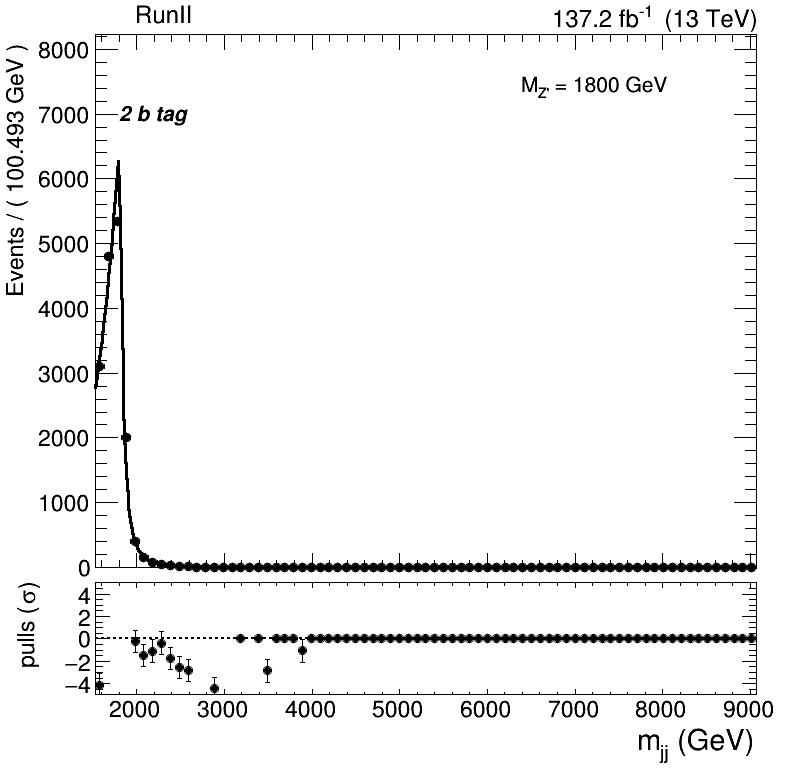 RunII
137.2 fb⁻¹ (13 TeV)
Events / ( 100.493 GeV )
8000
7000
6000
5000
4000
3000
2000
1000
0
2 b tag
M_Z' = 1800 GeV
pulls (σ)
4
2
0
−2
−4
2000 3000 4000 5000 6000 7000 8000 9000
m_jj (GeV)